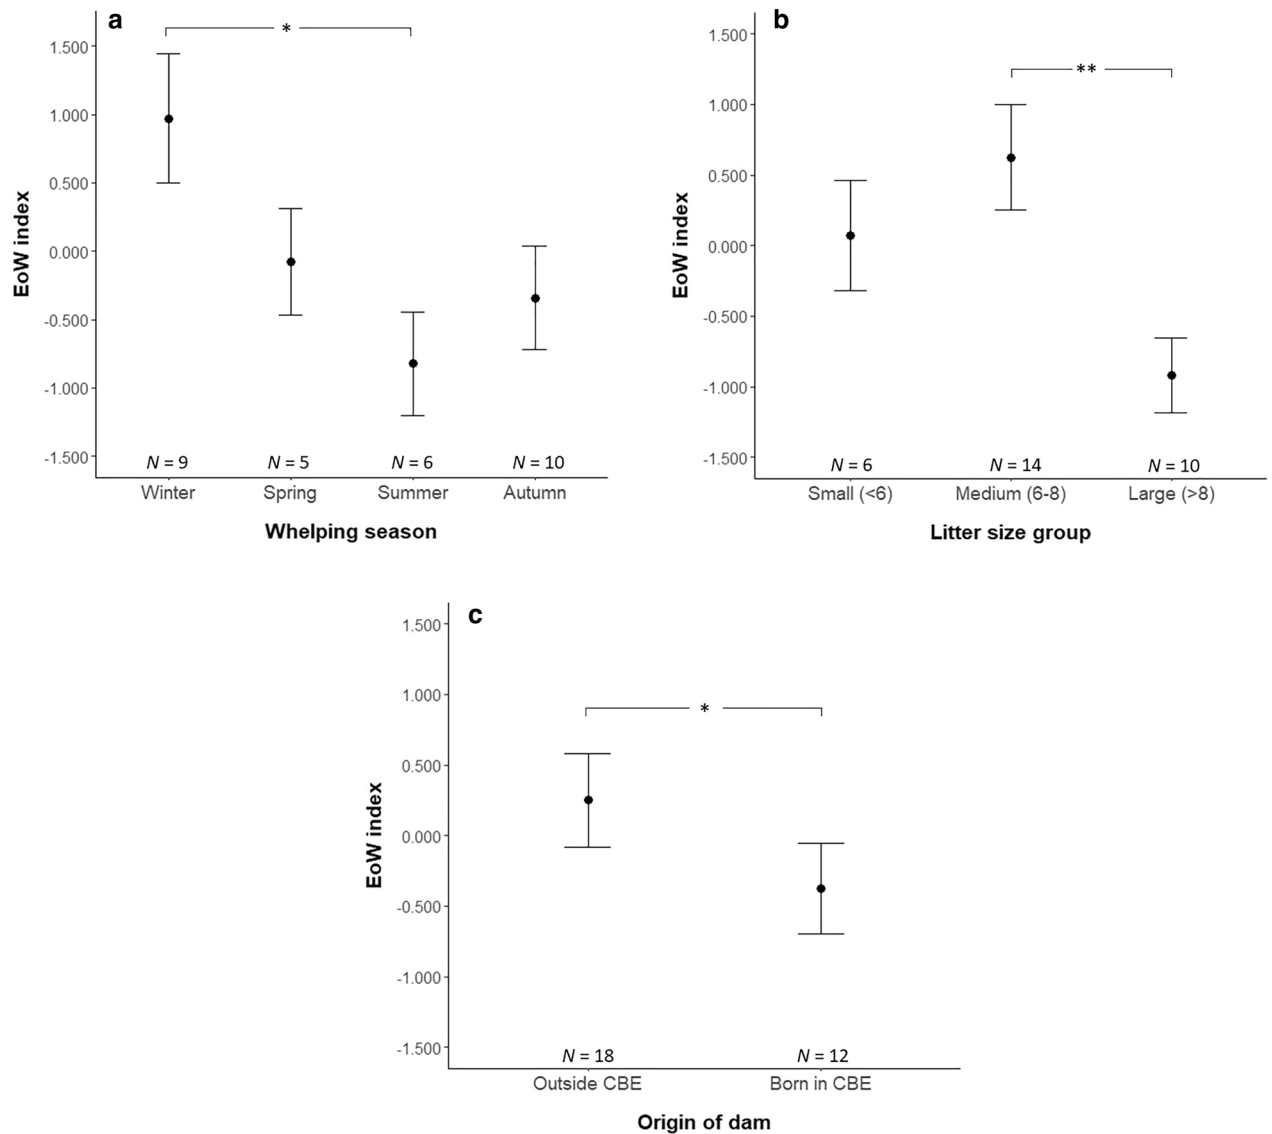 a
*
1.500
1.000
0.500
0.000
-0.500
-1.000
-1.500
EoW index
N = 9 N = 5 N = 6 N = 10
Winter Spring Summer Autumn
Whelping season
b
**
1.500
1.000
0.500
0.000
-0.500
-1.000
-1.500
EoW index
N = 6 N = 14 N = 10
Small (<6) Medium (6-8) Large (>8)
Litter size group
c
*
1.500
1.000
0.500
0.000
-0.500
-1.000
-1.500
EoW index
N = 18 N = 12
Outside CBE Born in CBE
Origin of dam